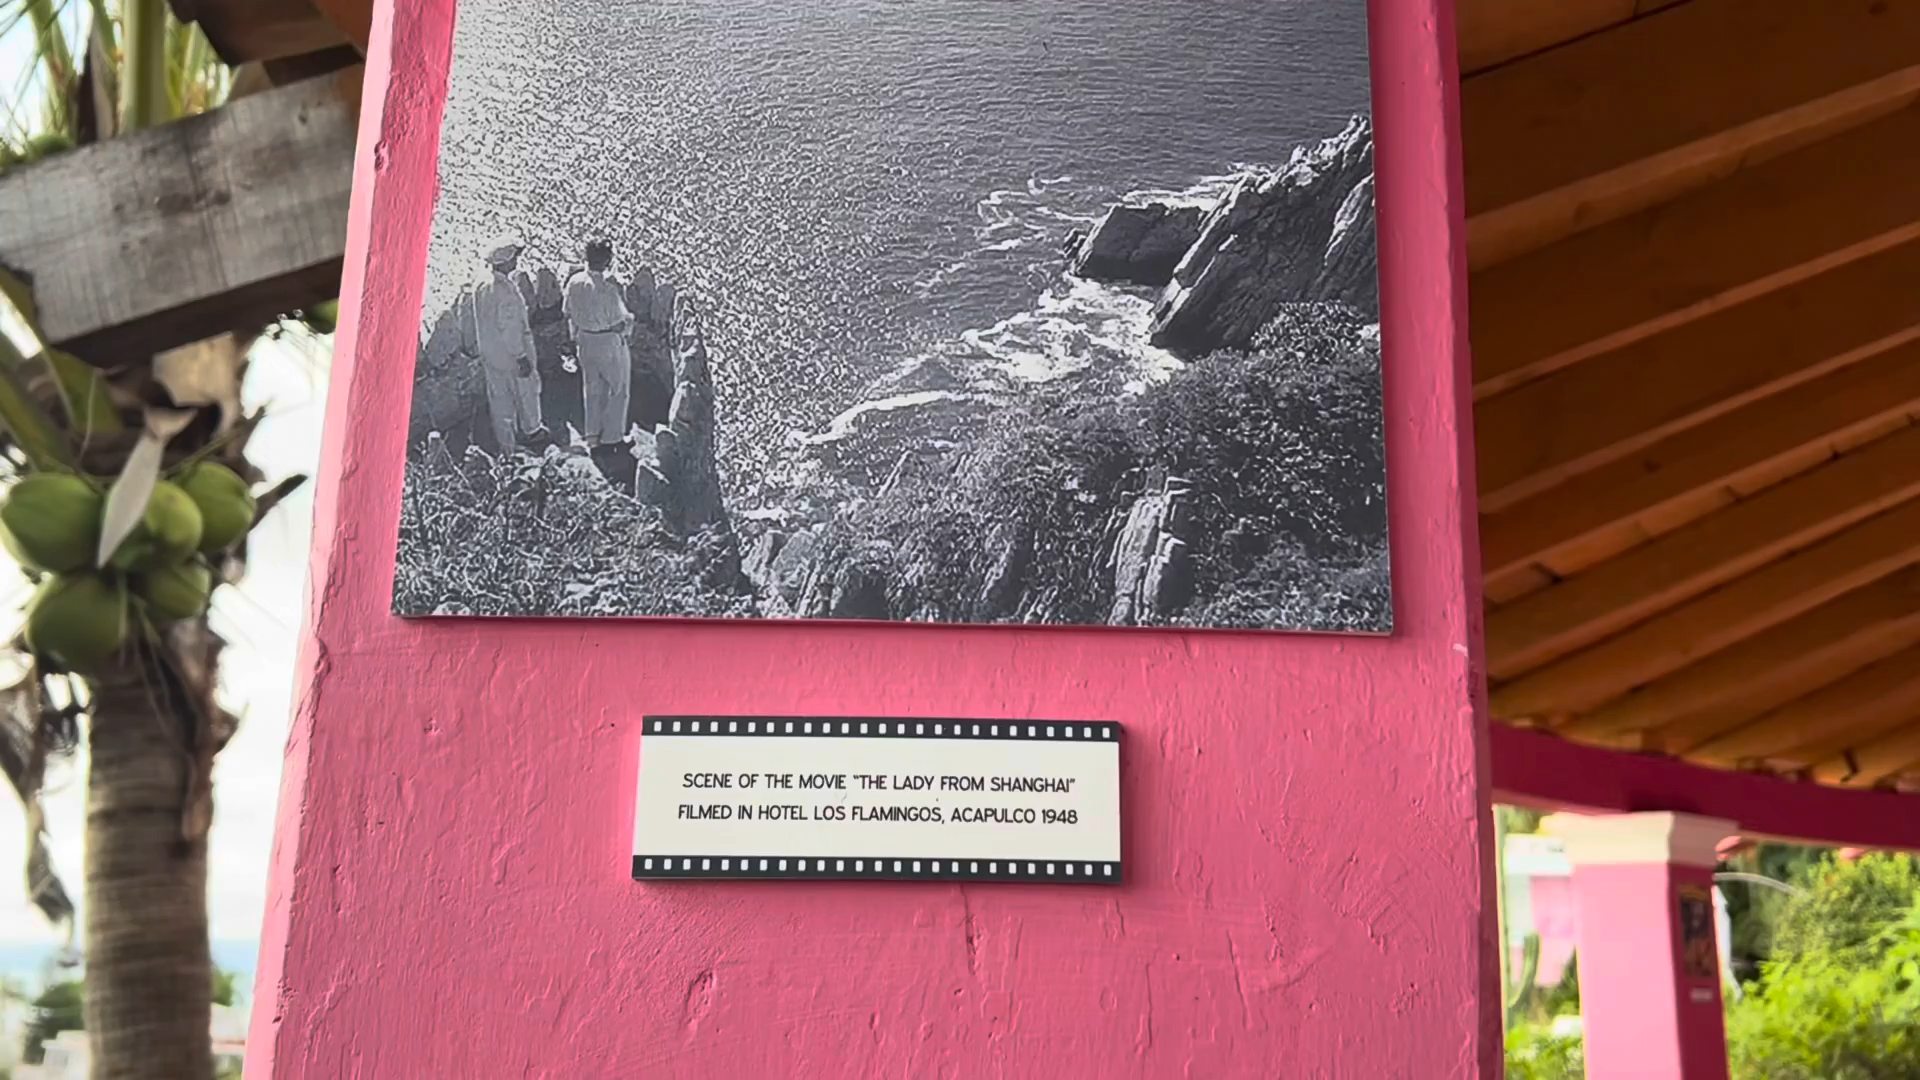 SCENE OF THE MOVIE "THE LADY FROM SHANGHAI"
FILMED IN HOTEL LOS FLAMINGOS, ACAPULCO 1948